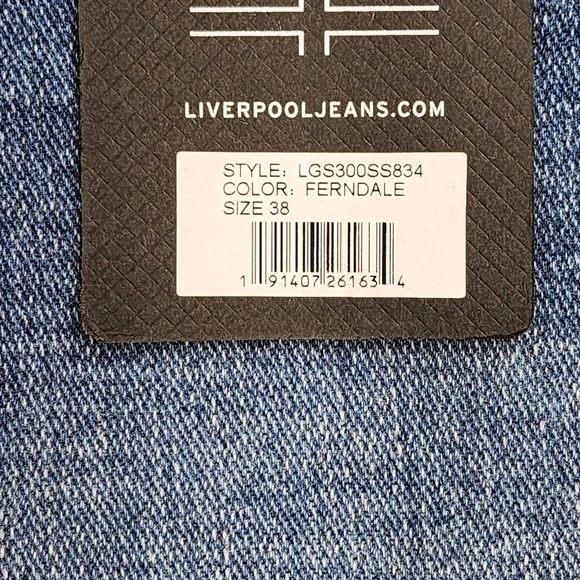 LIVERPOOLJEANS.COM
STYLE: LGS300SS834
COLOR: FERNDALE
SIZE 38
1 91407 26163 4